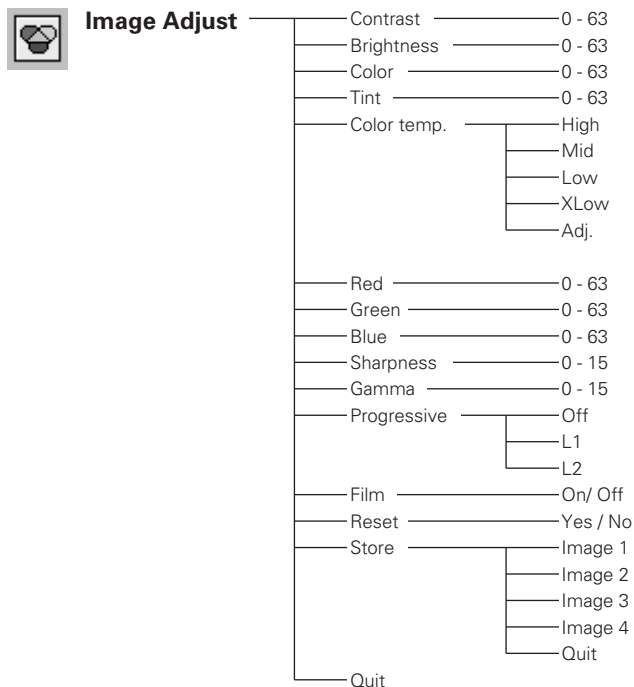 Image Adjust Contrast 0 - 63
Brightness 0 - 63
Color 0 - 63
Tint 0 - 63
Color temp. High
Mid
Low
XLow
Adj.
Red 0 - 63
Green 0 - 63
Blue 0 - 63
Sharpness 0 - 15
Gamma 0 - 15
Progressive Off
L1
L2
Film On/ Off
Reset Yes / No
Store Image 1
Image 2
Image 3
Image 4
Quit
Quit